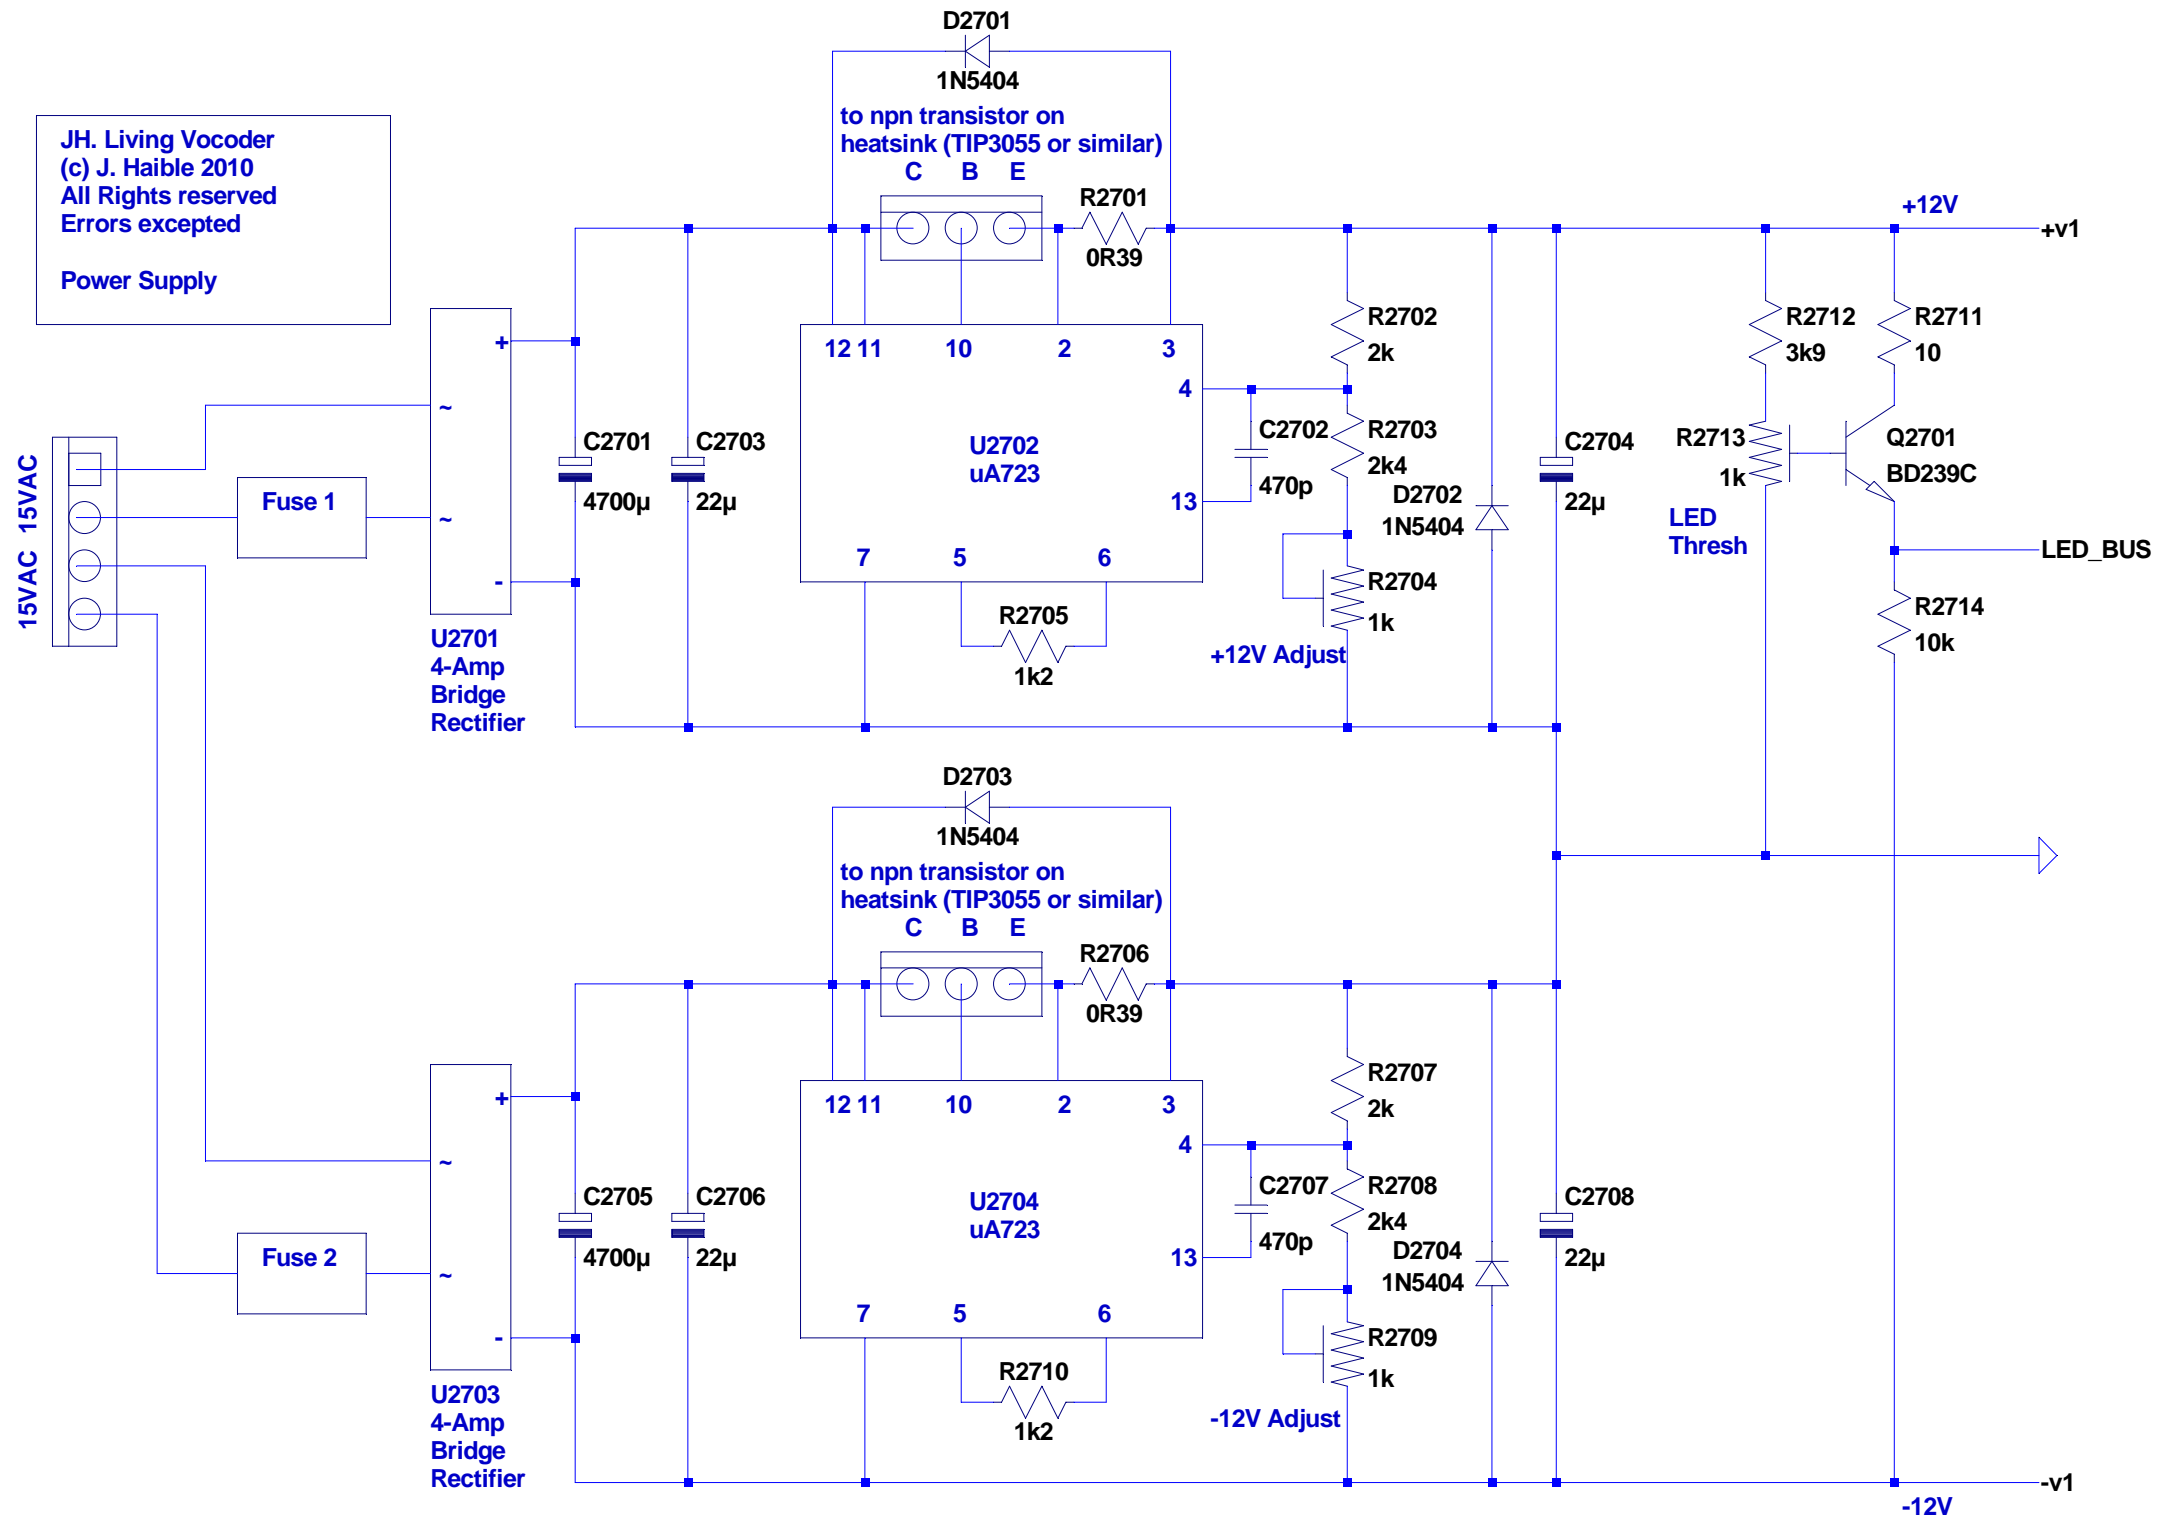 D2701
1N5404
to npn transistor on
heatsink (TIP3055 or similar)
C B E
JH. Living Vocoder
(c) J. Haible 2010
All Rights reserved
Errors excepted
Power Supply
R2701
0R39
+12V
+v1
12 11 10 2 3
4
13
U2702
uA723
7 5 6
R2705
1k2
R2702
2k
C2702
470p
R2703
2k4
R2704
1k
+12V Adjust
D2702
1N5404
C2704
22µ
R2712
3k9
R2711
10
R2713
1k
LED
Thresh
Q2701
BD239C
LED_BUS
R2714
10k
15VAC 15VAC
Fuse 1
+
~
~
-
U2701
4-Amp
Bridge
Rectifier
C2701
4700µ
C2703
22µ
D2703
1N5404
to npn transistor on
heatsink (TIP3055 or similar)
C B E
R2706
0R39
12 11 10 2 3
4
13
U2704
uA723
7 5 6
R2710
1k2
R2707
2k
C2707
470p
R2708
2k4
R2709
1k
-12V Adjust
D2704
1N5404
C2708
22µ
Fuse 2
+
~
~
-
U2703
4-Amp
Bridge
Rectifier
C2705
4700µ
C2706
22µ
-v1
-12V